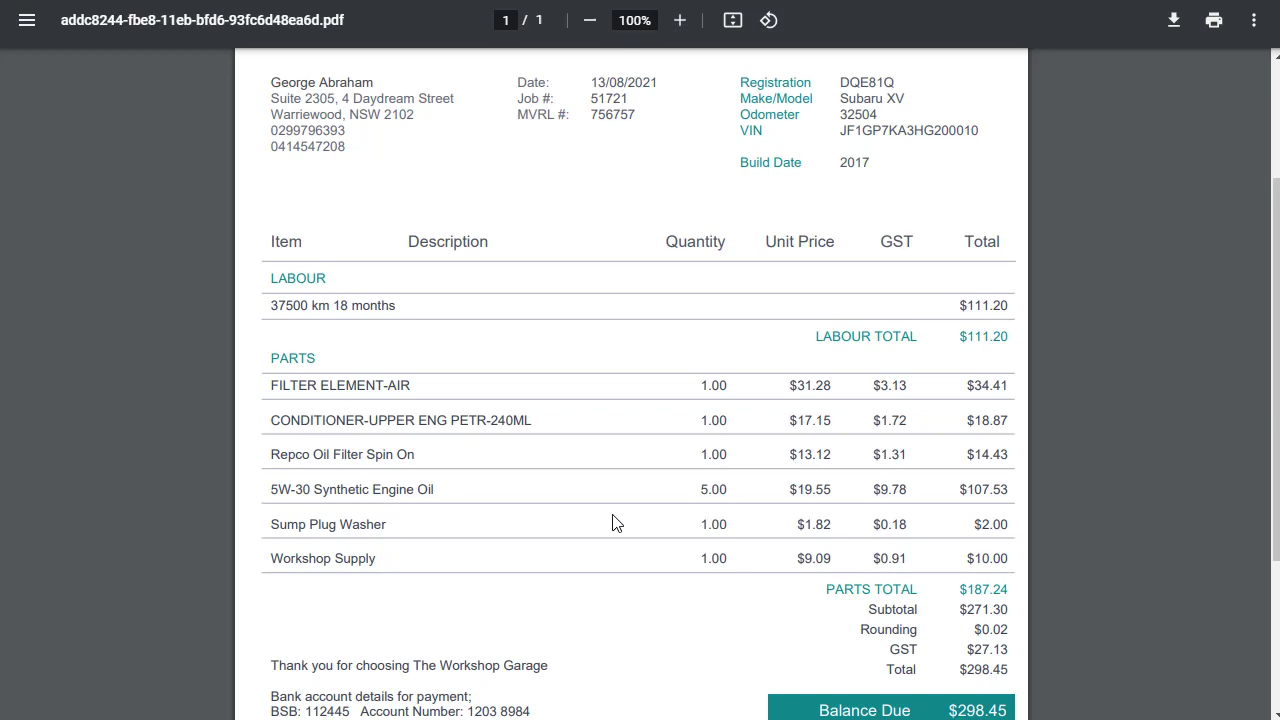 addc8244-fbe8-11eb-bfd6-93fc6d48ea6d.pdf 1 / 1 100%
George Abraham Date: 13/08/2021 Registration DQE81Q
Suite 2305, 4 Daydream Street Job #: 51721 Make/Model Subaru XV
Warriewood, NSW 2102 MVRL #: 756757 Odometer 32504
0299796393 VIN JF1GP7KA3HG200010
0414547208
Build Date 2017
Item Description Quantity Unit Price GST Total
LABOUR
37500 km 18 months $111.20
LABOUR TOTAL $111.20
PARTS
FILTER ELEMENT-AIR 1.00 $31.28 $3.13 $34.41
CONDITIONER-UPPER ENG PETR-240ML 1.00 $17.15 $1.72 $18.87
Repco Oil Filter Spin On 1.00 $13.12 $1.31 $14.43
5W-30 Synthetic Engine Oil 5.00 $19.55 $9.78 $107.53
Sump Plug Washer 1.00 $1.82 $0.18 $2.00
Workshop Supply 1.00 $9.09 $0.91 $10.00
PARTS TOTAL $187.24
Subtotal $271.30
Rounding $0.02
GST $27.13
Thank you for choosing The Workshop Garage
Total $298.45
Bank account details for payment;
BSB: 112445 Account Number: 1203 8984
Balance Due $298.45